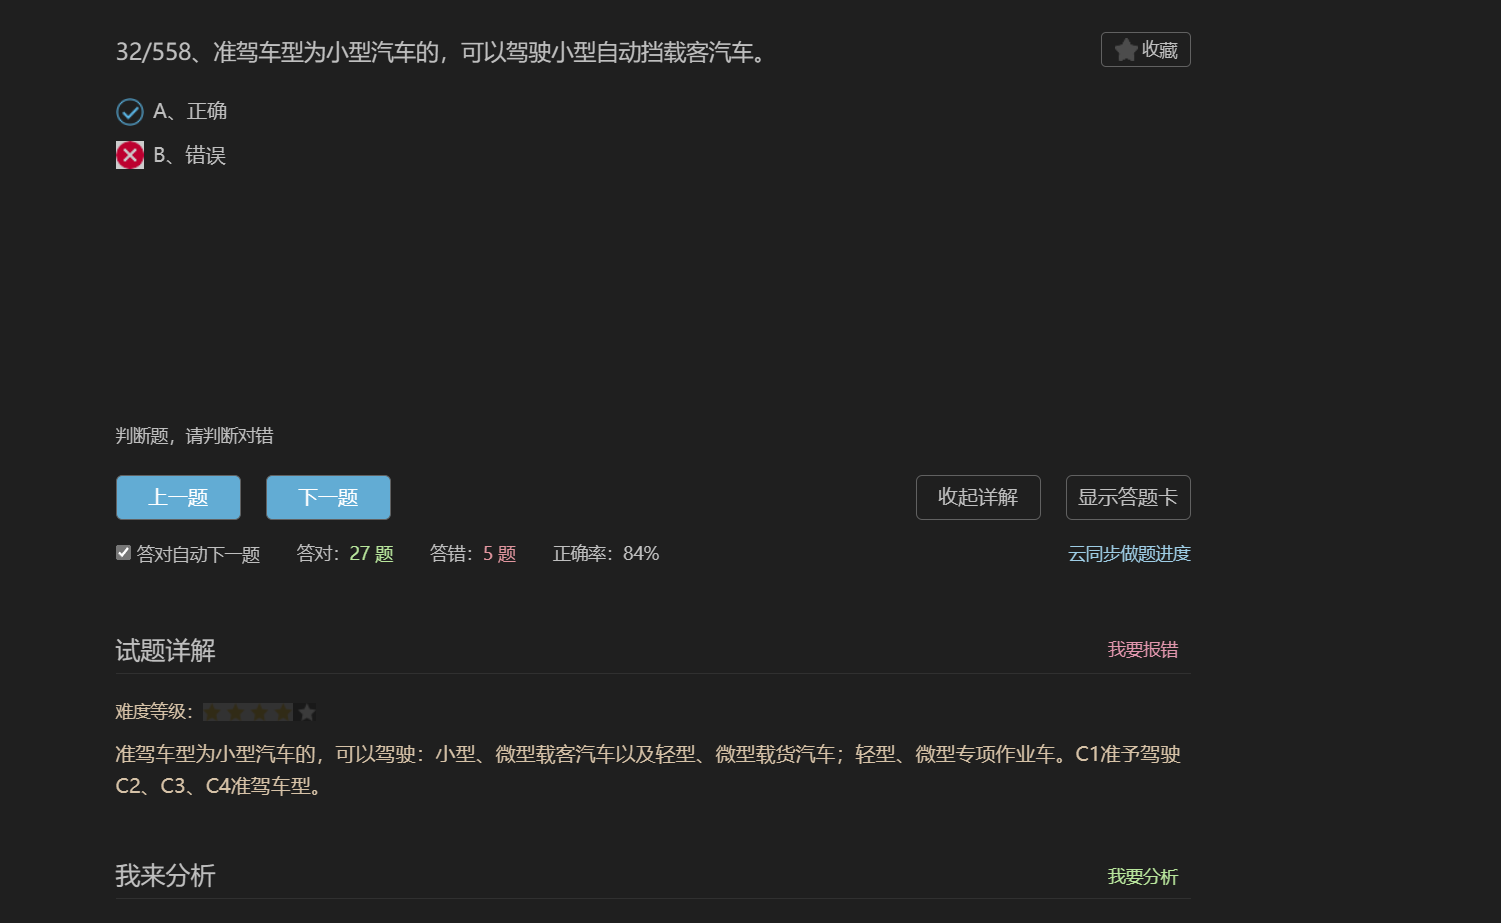 32/558、准驾车型为小型汽车的，可以驾驶小型自动挡载客汽车。
收藏
A、正确
B、错误
判断题，请判断对错
上一题 下一题 收起详解 显示答题卡
答对自动下一题 答对：27 题 答错：5 题 正确率：84% 云同步做题进度
试题详解 我要报错
难度等级：
准驾车型为小型汽车的，可以驾驶：小型、微型载客汽车以及轻型、微型载货汽车；轻型、微型专项作业车。C1准予驾驶
C2、C3、C4准驾车型。
我来分析 我要分析